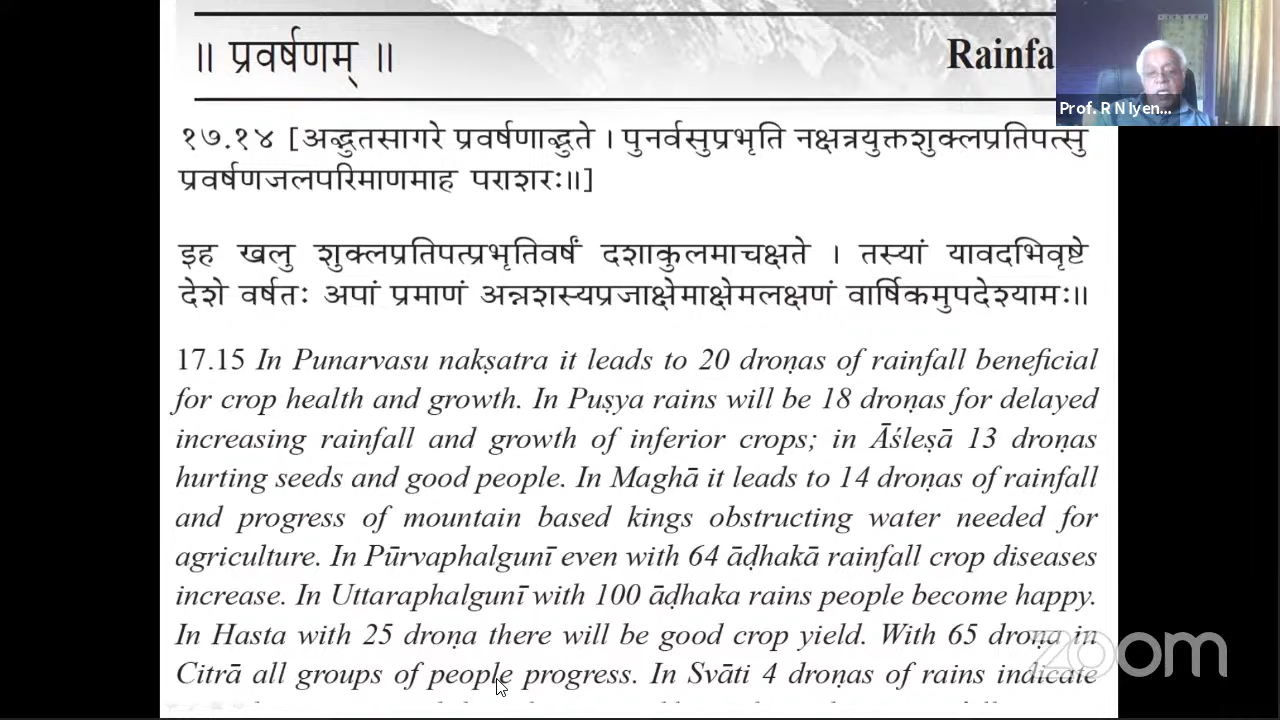 ॥ प्रवर्षणम् ॥
Rainfa
Prof. R N Iyen...
१७.१४ [अद्भुतसागरे प्रवर्षणाद्भुते । पुनर्वसुप्रभृति नक्षत्रयुक्तशुक्लप्रतिपत्सु
प्रवर्षणजलपरिमाणमाह पराशरः॥]
इह खलु शुक्लप्रतिपत्प्रभृतिवर्षं दशाकुलमाचक्षते । तस्यां यावदभिवृष्टे
देशे वर्षतः अपां प्रमाणं अन्नशस्यप्रजाक्षेमाक्षेमलक्षणं वार्षिकमुपदेश्यामः॥
17.15 In Punarvasu nakṣatra it leads to 20 droṇas of rainfall beneficial
for crop health and growth. In Puṣya rains will be 18 droṇas for delayed
increasing rainfall and growth of inferior crops; in Āśleṣā 13 droṇas
hurting seeds and good people. In Maghā it leads to 14 droṇas of rainfall
and progress of mountain based kings obstructing water needed for
agriculture. In Pūrvaphalgunī even with 64 āḍhakā rainfall crop diseases
increase. In Uttaraphalgunī with 100 āḍhaka rains people become happy.
In Hasta with 25 droṇa there will be good crop yield. With 65 droṇa in
Citrā all groups of people progress. In Svāti 4 droṇas of rains indicate
zoom